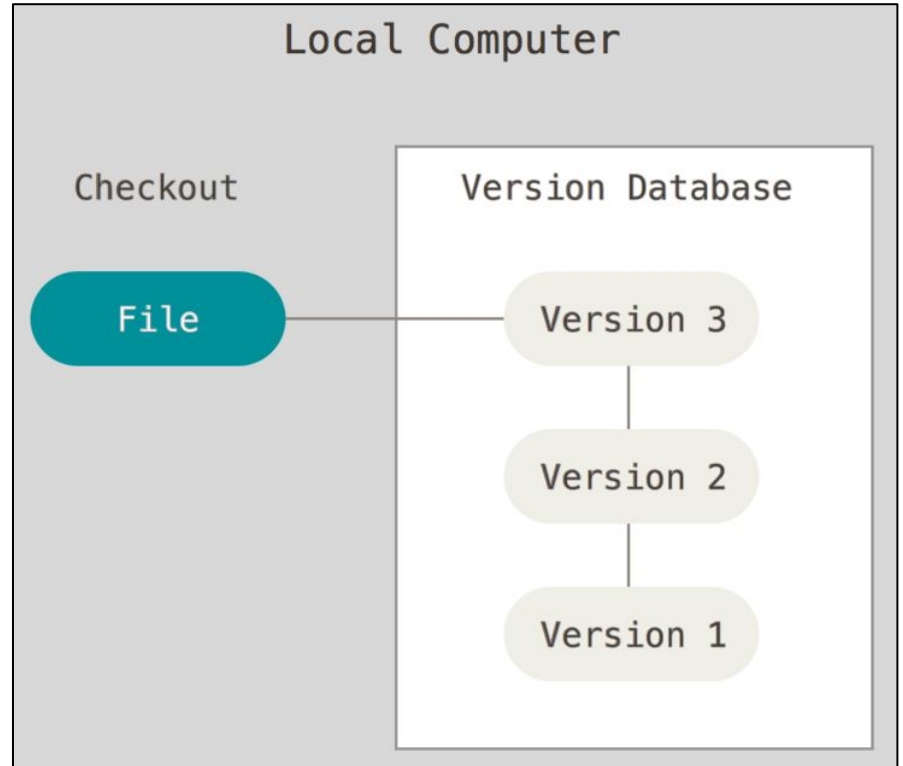 Local Computer
Checkout
Version Database
File
Version 3
Version 2
Version 1